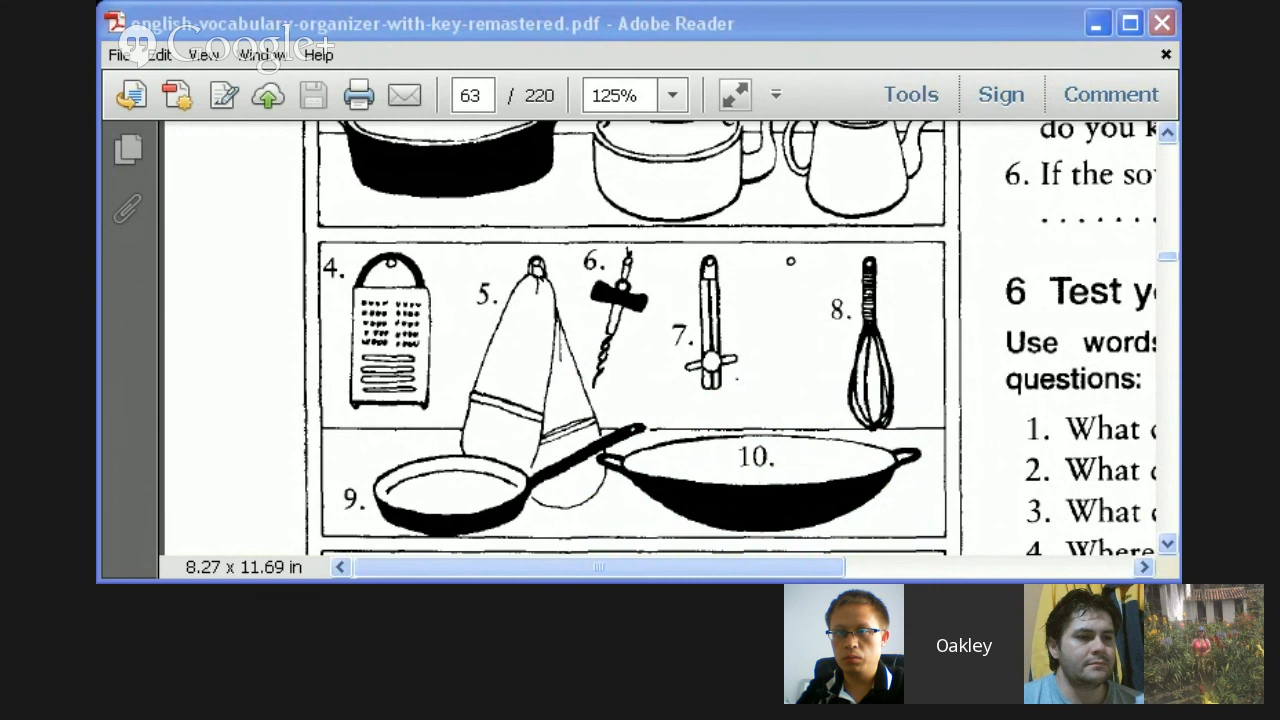 english-vocabulary-organizer-with-key-remastered.pdf - Adobe Reader
Google+
File Edit View Window Help
63 / 220 125% Tools Sign Comment
do you k
6. If the so
. . . . . . .
4. 5. 6. 7. 8.
9. 10.
6 Test y
Use words
questions:
1. What
2. What
3. What
4. Where
8.27 x 11.69 in
Oakley